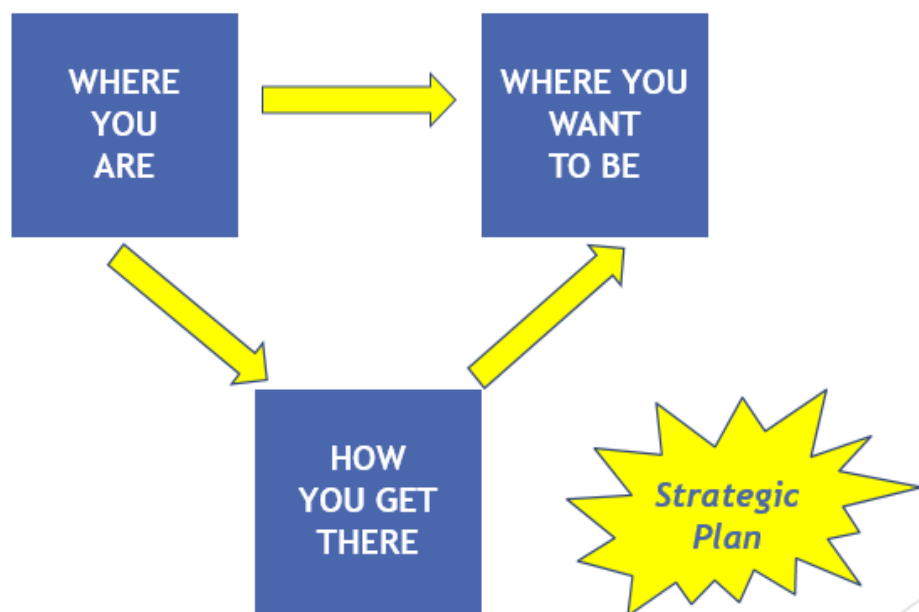 WHERE
YOU
ARE
WHERE YOU
WANT
TO BE
HOW
YOU GET
THERE
Strategic
Plan